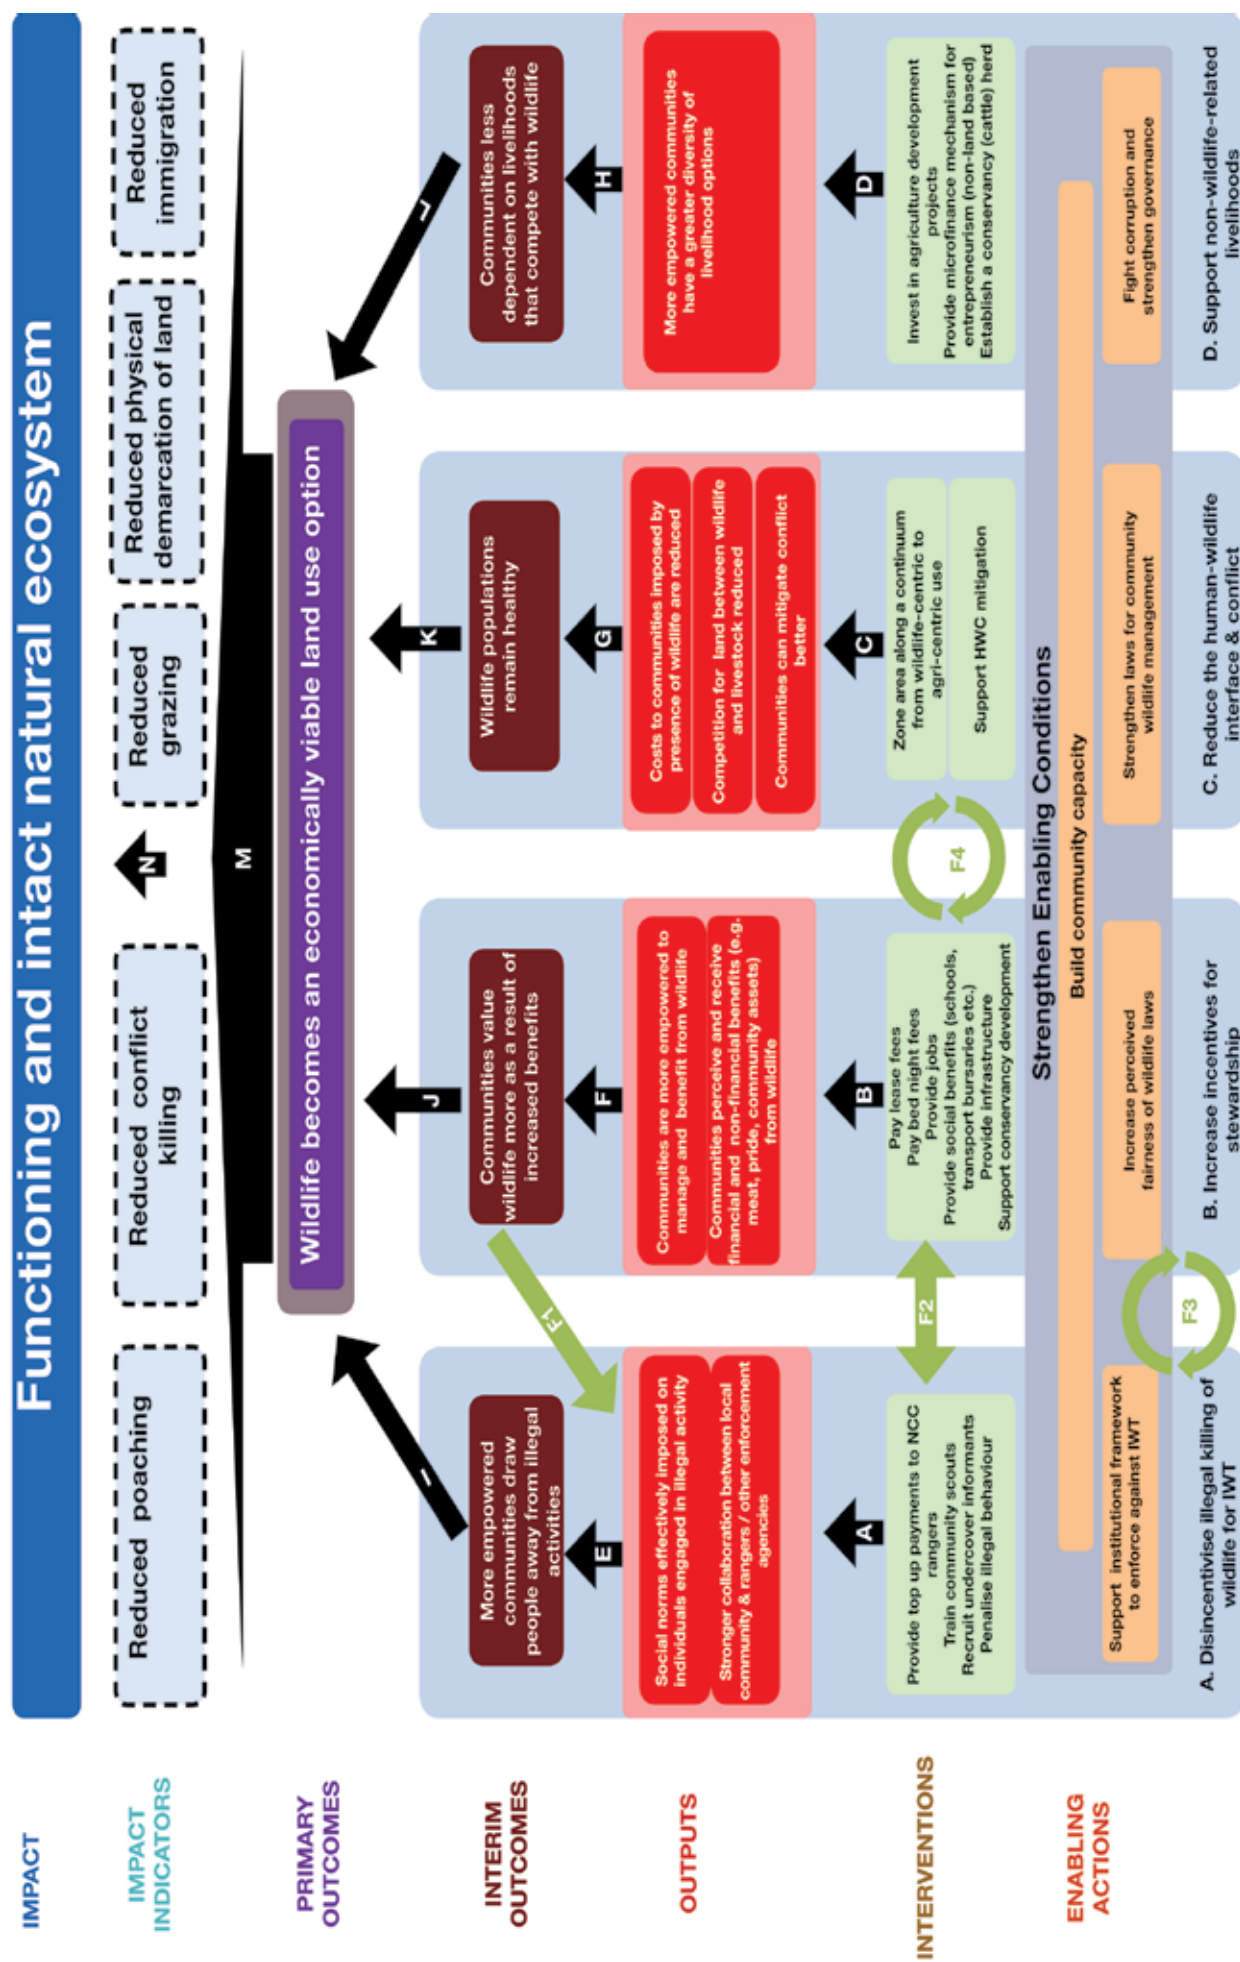 Functioning and intact natural ecosystem
IMPACT
IMPACT
INDICATORS
Reduced poaching
Reduced conflict
killing
N
Reduced
grazing
Reduced physical
demarcation of land
Reduced
immigration
M
PRIMARY
OUTCOMES
Wildlife becomes an economically viable land use option
I
J
K
L
INTERIM
OUTCOMES
More empowered
communities draw
people away from illegal
activities
Communities value
wildlife more as a result of
increased benefits
Wildlife populations
remain healthy
Communities less
dependent on livelihoods
that compete with wildlife
F1
E
F
G
H
OUTPUTS
Social norms effectively imposed on
individuals engaged in illegal activity
Stronger collaboration between local
community & rangers / other enforcement
agencies
Communities are more empowered to
manage and benefit from wildlife
Communities perceive and receive
financial and non-financial benefits (e.g.
meat, pride, community assets)
from wildlife
Costs to communities imposed by
presence of wildlife are reduced
Competition for land between wildlife
and livestock reduced
Communities can mitigate conflict
better
More empowered communities
have a greater diversity of
livelihood options
A
B
C
D
INTERVENTIONS
Provide top up payments to NCC
rangers
Train community scouts
Recruit undercover informants
Penalise illegal behaviour
F2
Pay lease fees
Pay bed night fees
Provide jobs
Provide social benefits (schools,
transport bursaries etc.)
Provide infrastructure
Support conservancy development
F4
Zone area along a continuum
from wildlife-centric to
agri-centric use
Support HWC mitigation
Invest in agriculture development
projects
Provide microfinance mechanism for
entrepreneurism (non-land based)
Establish a conservancy (cattle) herd
ENABLING
ACTIONS
Strengthen Enabling Conditions
Build community capacity
Support institutional framework
to enforce against IWT
F3
Increase perceived
fairness of wildlife laws
Strengthen laws for community
wildlife management
Fight corruption and
strengthen governance
A. Disincentivise illegal killing of
wildlife for IWT
B. Increase incentives for
stewardship
C. Reduce the human-wildlife
interface & conflict
D. Support non-wildlife-related
livelihoods